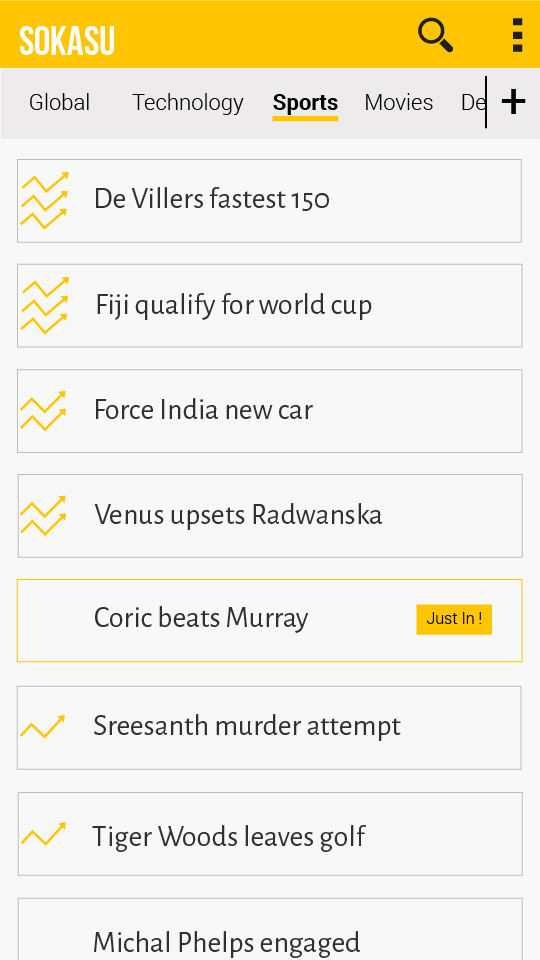 SOKASU
Global Technology Sports Movies De
De Villers fastest 150
Fiji qualify for world cup
Force India new car
Venus upsets Radwanska
Coric beats Murray Just In !
Sreesanth murder attempt
Tiger Woods leaves golf
Michal Phelps engaged